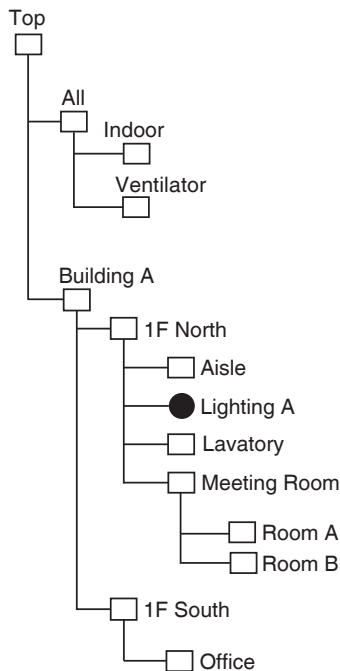 Top
All
Indoor
Ventilator
Building A
1F North
Aisle
Lighting A
Lavatory
Meeting Room
Room A
Room B
1F South
Office